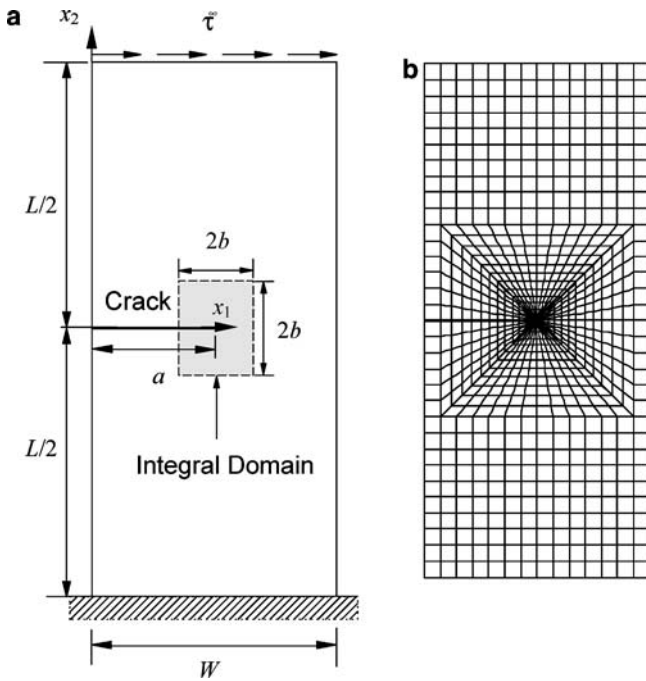 a
x₂
τ̃
b
L/2
2b
Crack
x₁
2b
a
L/2
Integral Domain
W